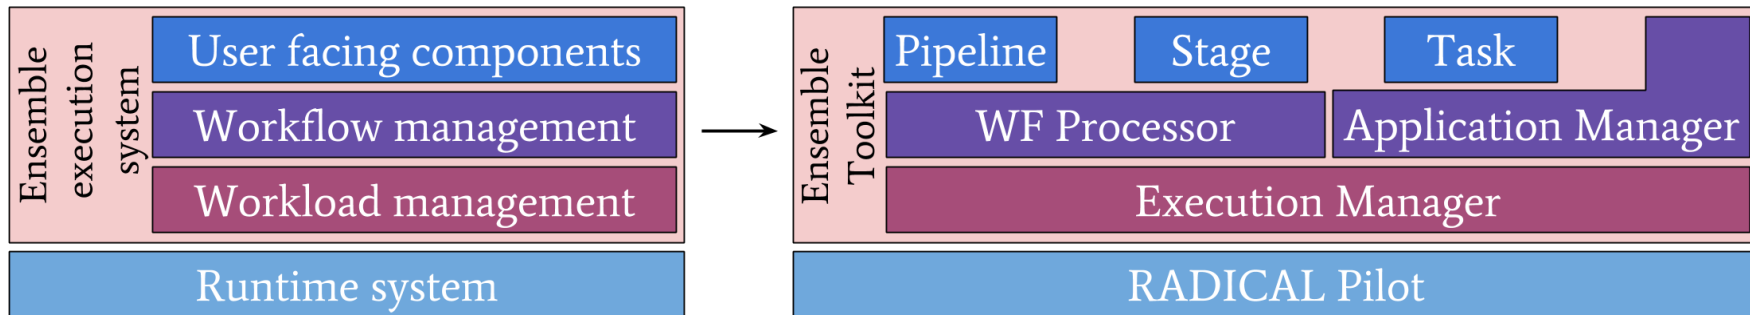 Ensemble
execution
system
User facing components
Workflow management
Workload management
Runtime system
Ensemble
Toolkit
Pipeline
Stage
Task
WF Processor
Application Manager
Execution Manager
RADICAL Pilot